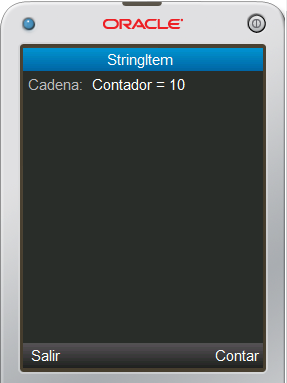 ORACLE
StringItem
Cadena: Contador = 10
Salir Contar